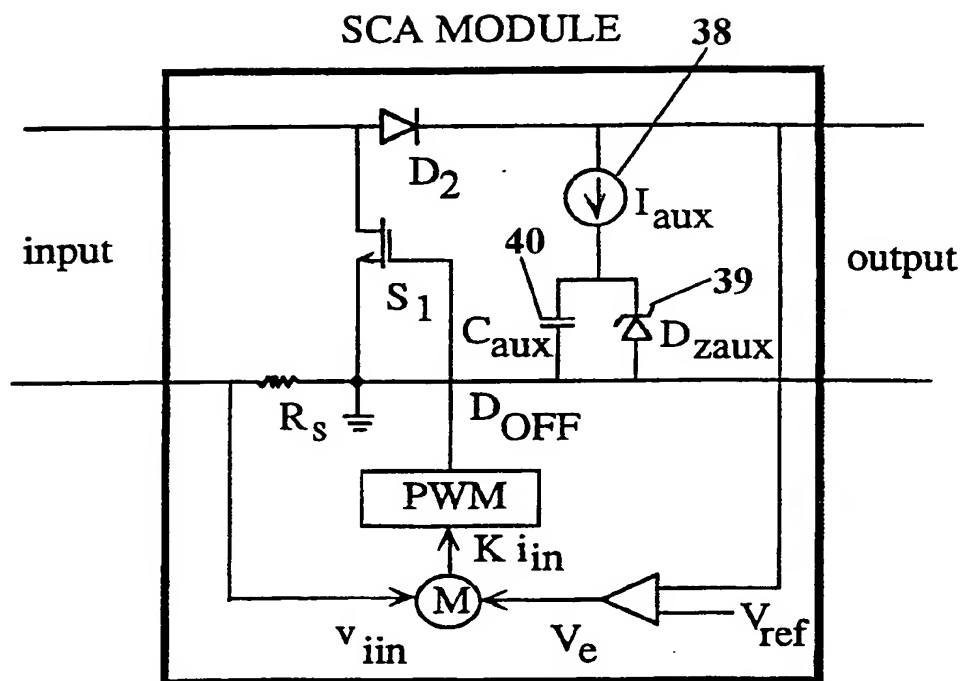 SCA MODULE
38
D2
Iaux
input
40
output
S1
39
Caux
Dzaux
Rs
DOFF
PWM
K iin
M
viin
Ve
Vref